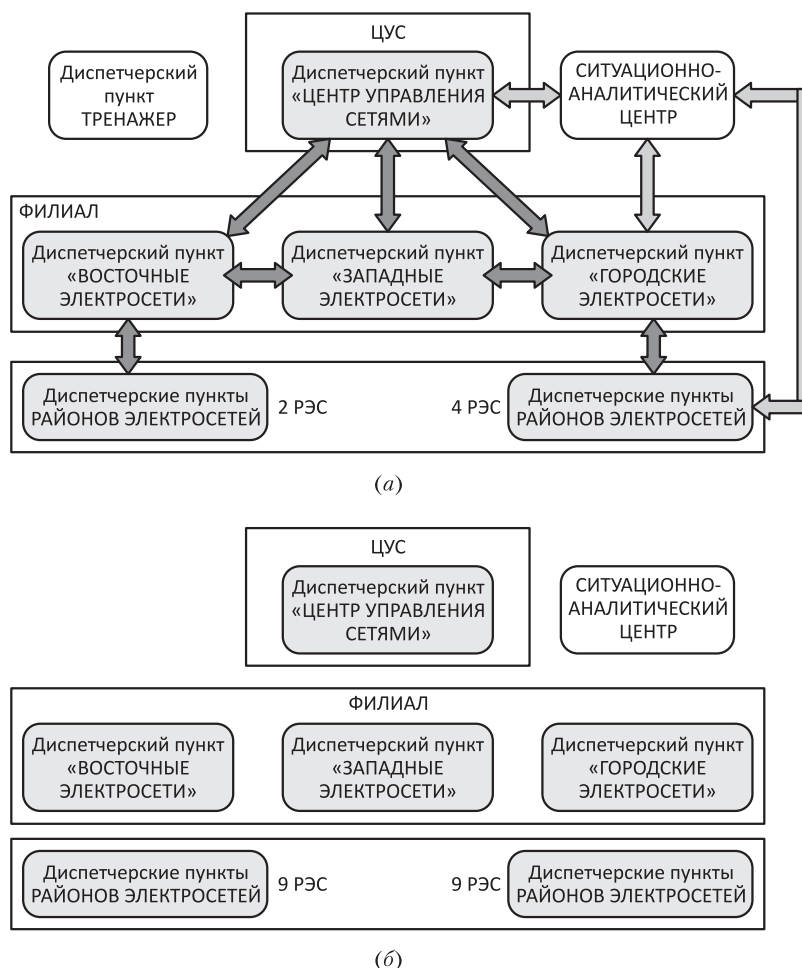 ЦУС
Диспетчерский
пункт
ТРЕНАЖЕР
Диспетчерский пункт
«ЦЕНТР УПРАВЛЕНИЯ
СЕТЯМИ»
СИТУАЦИОННО-
АНАЛИТИЧЕСКИЙ
ЦЕНТР
ФИЛИАЛ
Диспетчерский пункт
«ВОСТОЧНЫЕ
ЭЛЕКТРОСЕТИ»
Диспетчерский пункт
«ЗАПАДНЫЕ
ЭЛЕКТРОСЕТИ»
Диспетчерский пункт
«ГОРОДСКИЕ
ЭЛЕКТРОСЕТИ»
Диспетчерские пункты
РАЙОНОВ ЭЛЕКТРОСЕТЕЙ
2 РЭС
4 РЭС
Диспетчерские пункты
РАЙОНОВ ЭЛЕКТРОСЕТЕЙ
(а)
ЦУС
Диспетчерский пункт
«ЦЕНТР УПРАВЛЕНИЯ
СЕТЯМИ»
СИТУАЦИОННО-
АНАЛИТИЧЕСКИЙ
ЦЕНТР
ФИЛИАЛ
Диспетчерский пункт
«ВОСТОЧНЫЕ
ЭЛЕКТРОСЕТИ»
Диспетчерский пункт
«ЗАПАДНЫЕ
ЭЛЕКТРОСЕТИ»
Диспетчерский пункт
«ГОРОДСКИЕ
ЭЛЕКТРОСЕТИ»
Диспетчерские пункты
РАЙОНОВ ЭЛЕКТРОСЕТЕЙ
9 РЭС
9 РЭС
Диспетчерские пункты
РАЙОНОВ ЭЛЕКТРОСЕТЕЙ
(б)